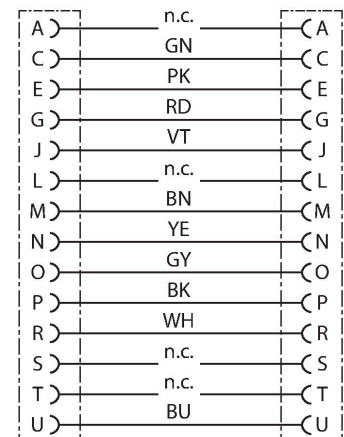 A n.c. A
C GN C
E PK E
G RD G
J VT J
L n.c. L
M BN M
N YE N
O GY O
P BK P
R WH R
S n.c. S
T n.c. T
U BU U